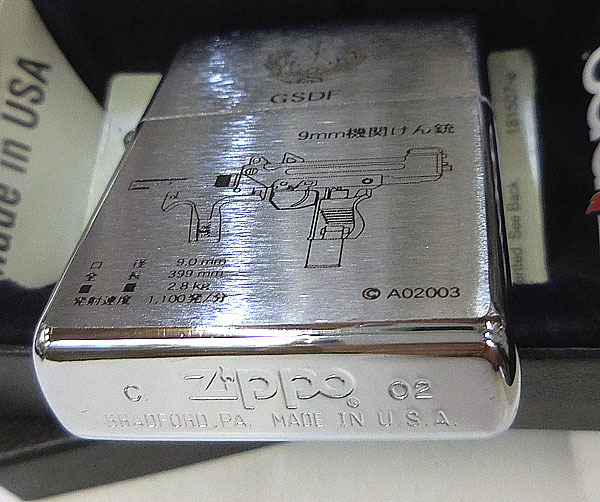 Made in USA
181807-e
GSDF
9mm機関けん銃
口 径 9.0 mm
全 長 399 mm
2.8 kg
発射速度 1,100発/分
© A02003
C Zippo® 02
BRADFORD, PA. MADE IN U.S.A.